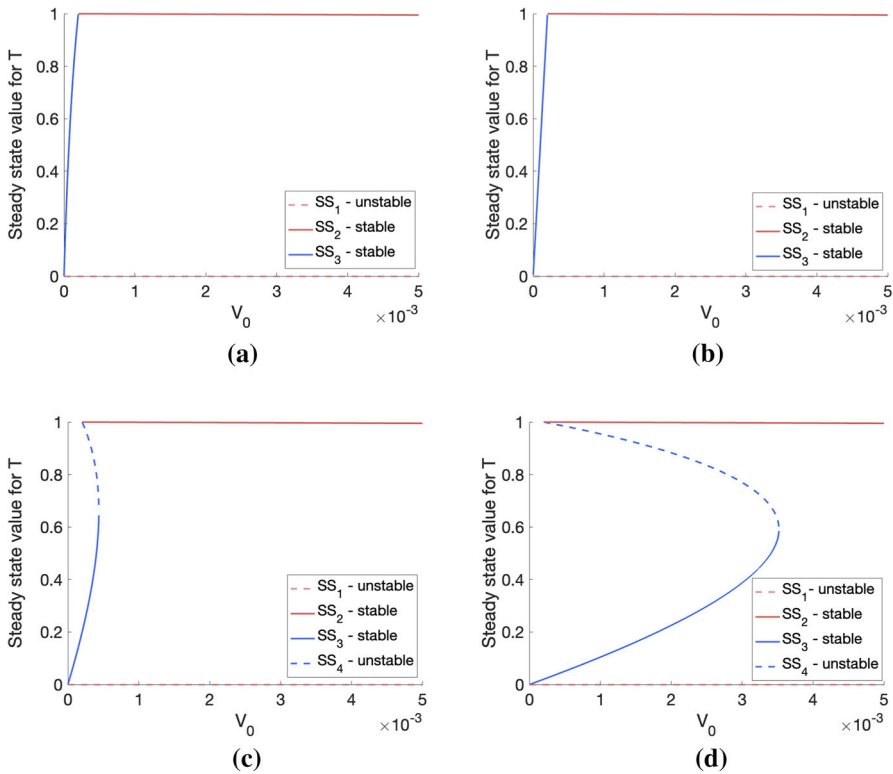 Steady state value for T
1
0.8
0.6
0.4
0.2
0
SS1 - unstable
SS2 - stable
SS3 - stable
0 1 2 3 4 5
V0 ×10-3
(a)
Steady state value for T
1
0.8
0.6
0.4
0.2
0
SS1 - unstable
SS2 - stable
SS3 - stable
0 1 2 3 4 5
V0 ×10-3
(b)
Steady state value for T
1
0.8
0.6
0.4
0.2
0
SS1 - unstable
SS2 - stable
SS3 - stable
SS4 - unstable
0 1 2 3 4 5
V0 ×10-3
(c)
Steady state value for T
1
0.8
0.6
0.4
0.2
0
SS1 - unstable
SS2 - stable
SS3 - stable
SS4 - unstable
0 1 2 3 4 5
V0 ×10-3
(d)